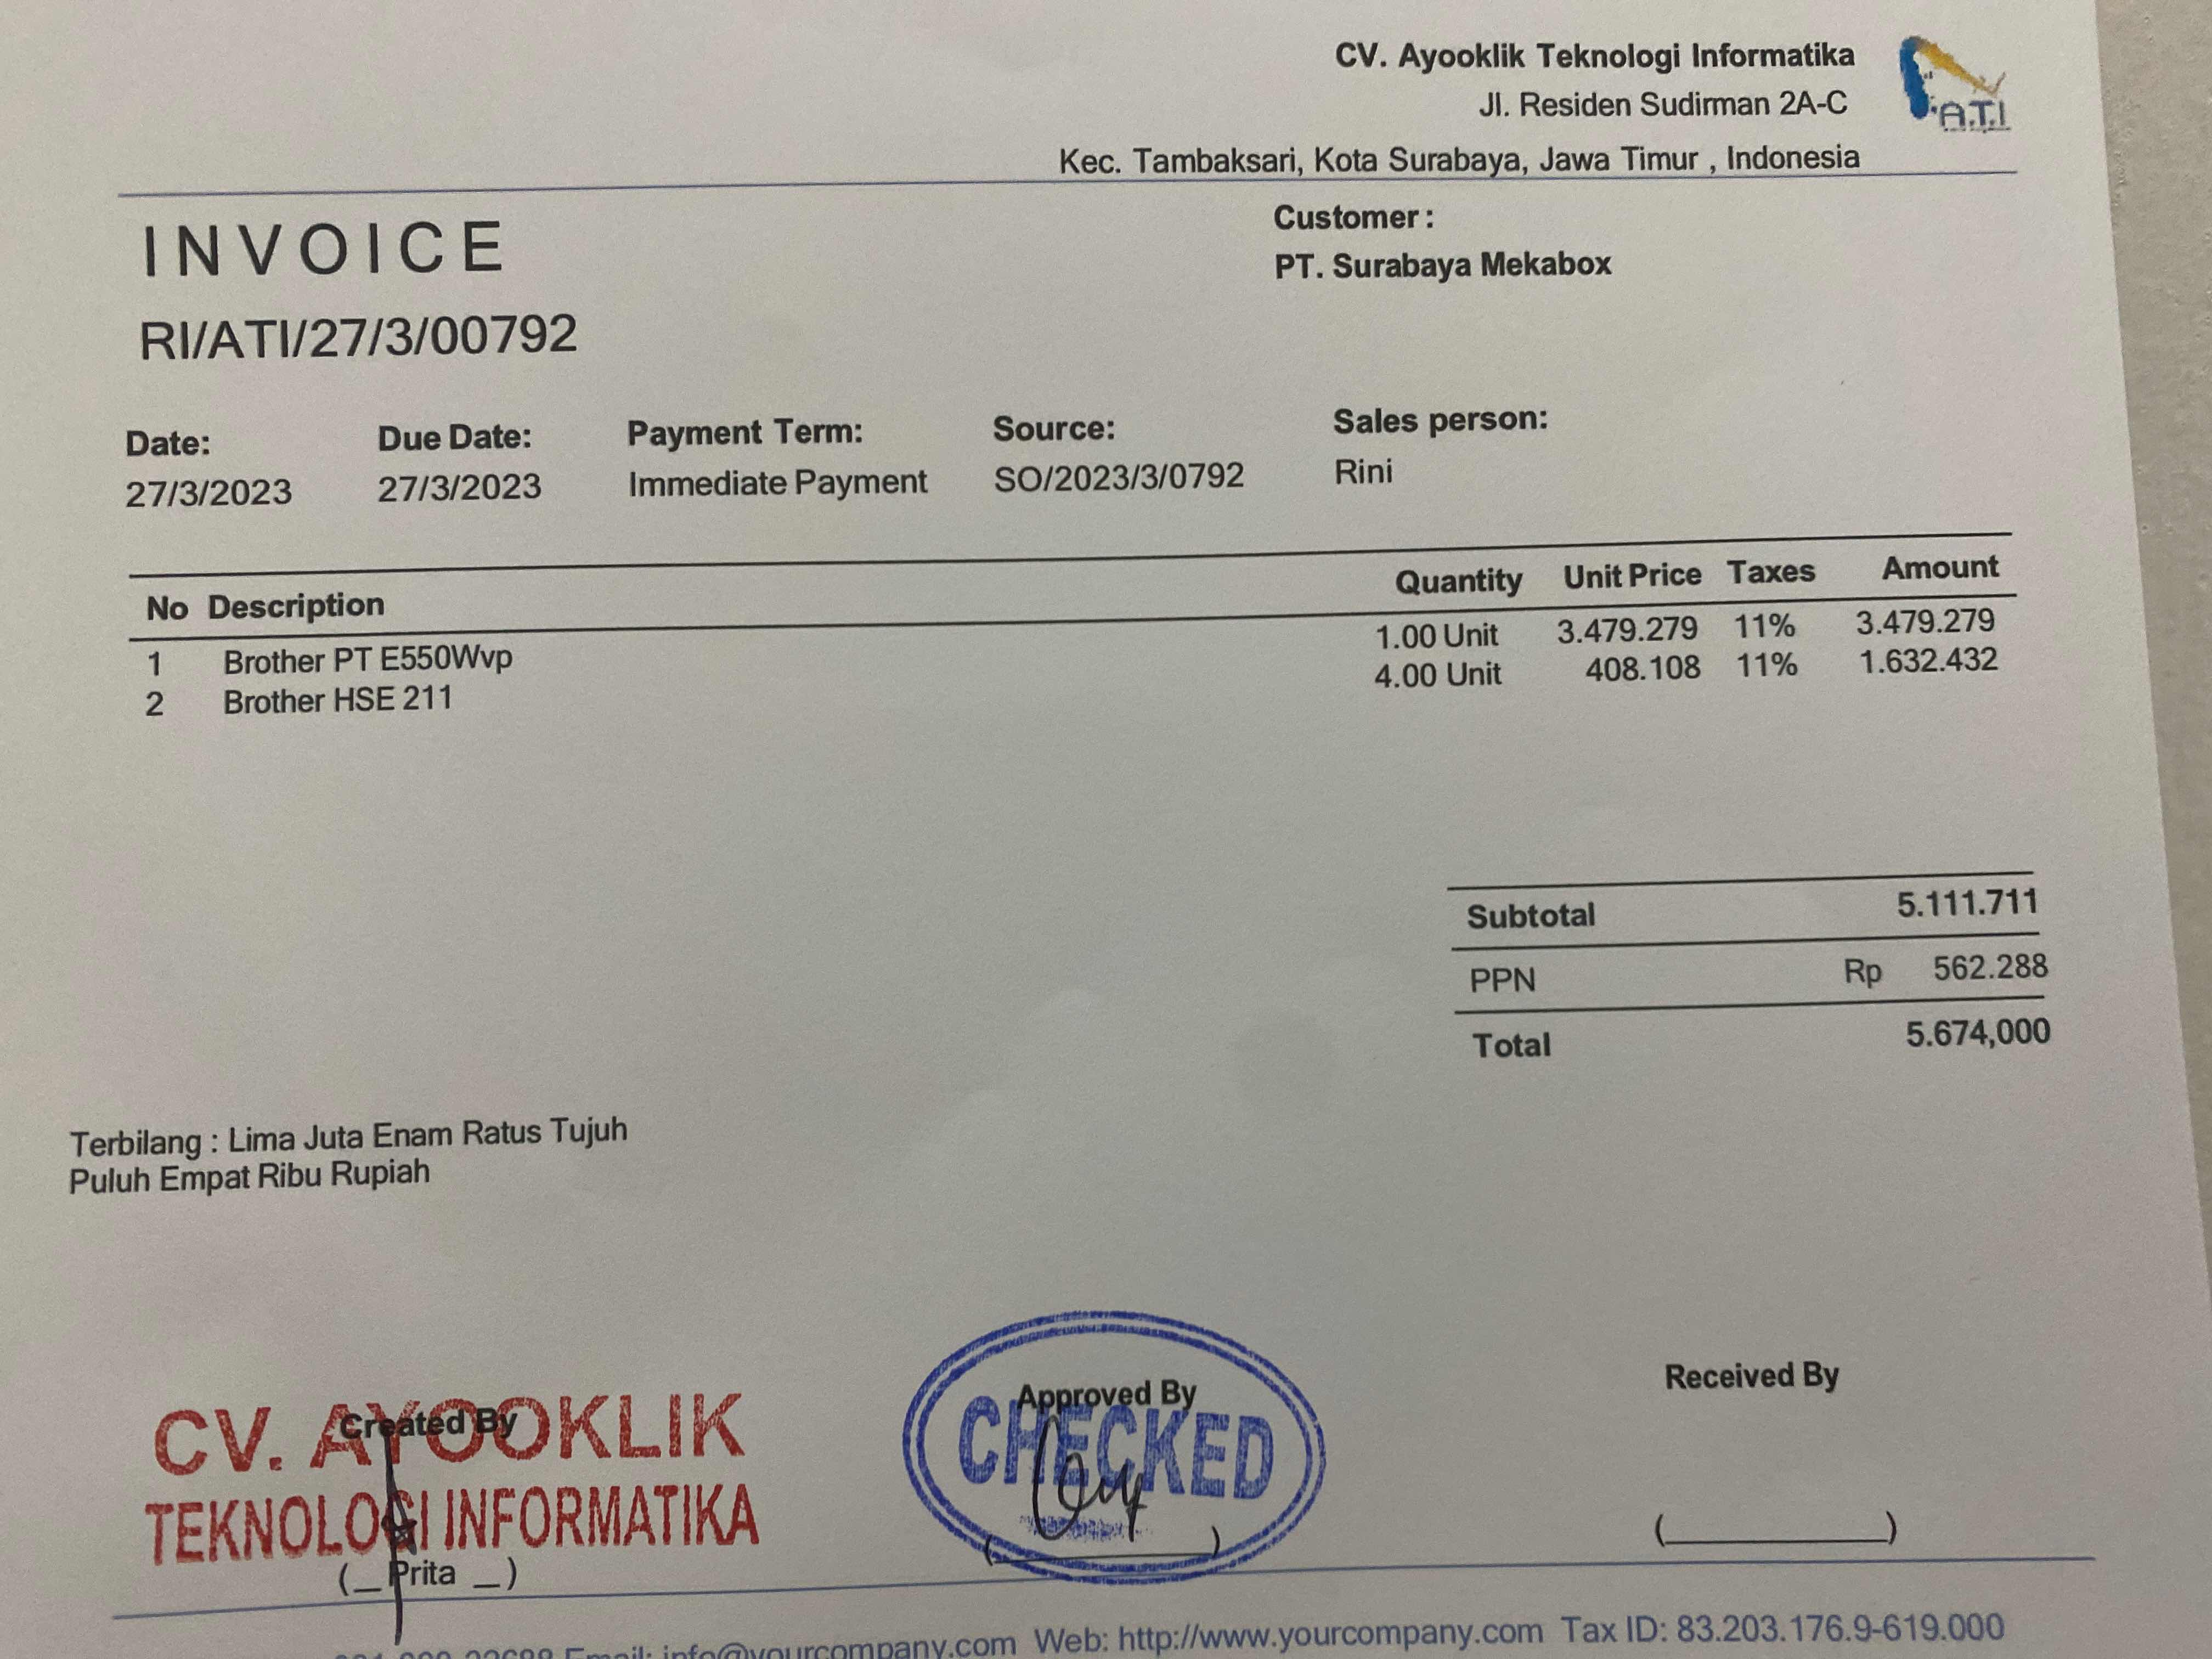 CV. Ayooklik Teknologi Informatika
Jl. Residen Sudirman 2A-C
Kec. Tambaksari, Kota Surabaya, Jawa Timur , Indonesia
A.T.I
INVOICE
RI/ATI/27/3/00792
Customer :
PT. Surabaya Mekabox
Date: Due Date: Payment Term: Source: Sales person:
27/3/2023 27/3/2023 Immediate Payment SO/2023/3/0792 Rini
No Description Quantity Unit Price Taxes Amount
1 Brother PT E550Wvp 1.00 Unit 3.479.279 11% 3.479.279
2 Brother HSE 211 4.00 Unit 408.108 11% 1.632.432
Subtotal 5.111.711
PPN Rp 562.288
Total 5.674,000
Terbilang : Lima Juta Enam Ratus Tujuh
Puluh Empat Ribu Rupiah
Created By Approved By Received By
CV. AYOOKLIK
TEKNOLOGI INFORMATIKA
CHECKED
(_ Prita _) (__________) (__________)
Email: info@yourcompany.com Web: http://www.yourcompany.com Tax ID: 83.203.176.9-619.000